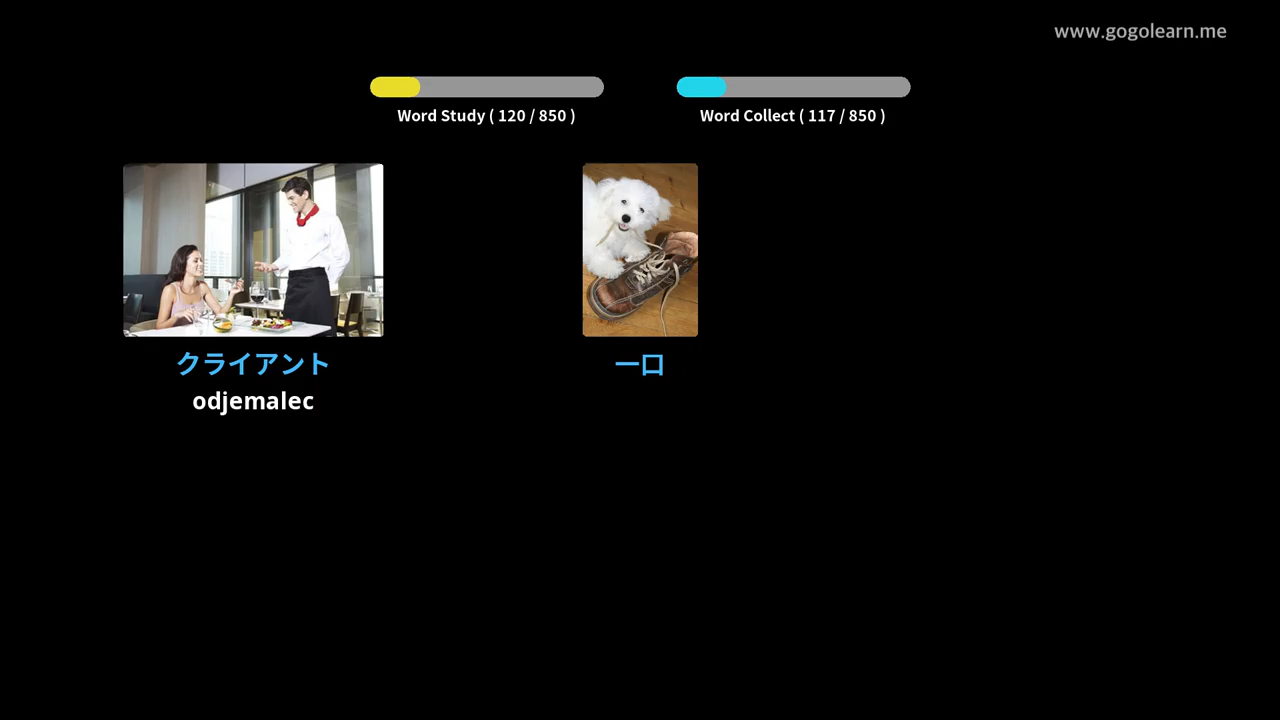 www.gogolearn.me
Word Study ( 120 / 850 )
Word Collect ( 117 / 850 )
クライアント
odjemalec
一口